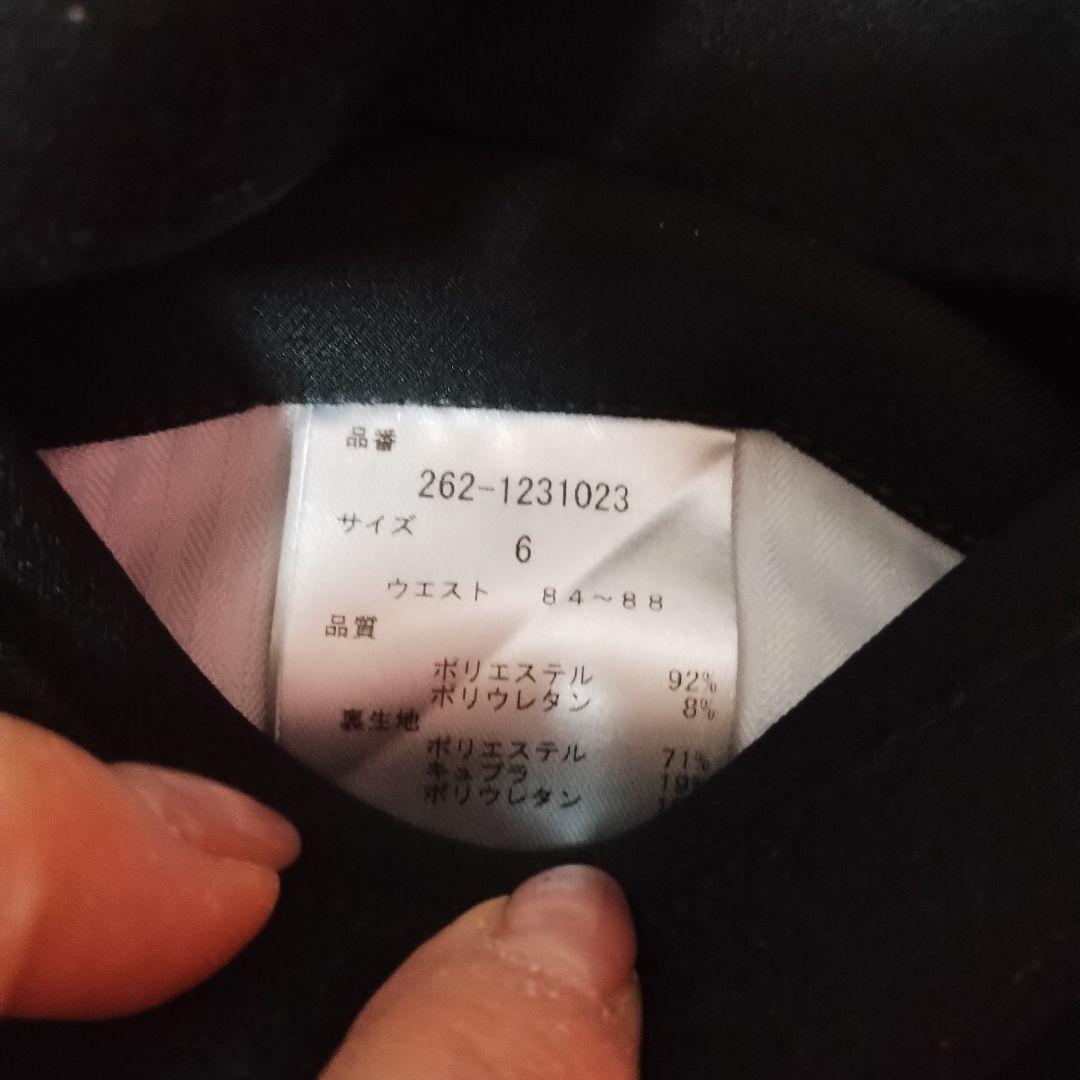 品番
262-1231023
サイズ
6
ウエスト 84~88
品質
ポリエステル 92%
ポリウレタン 8%
裏生地
ポリエステル 71%
キュプラ
ポリウレタン